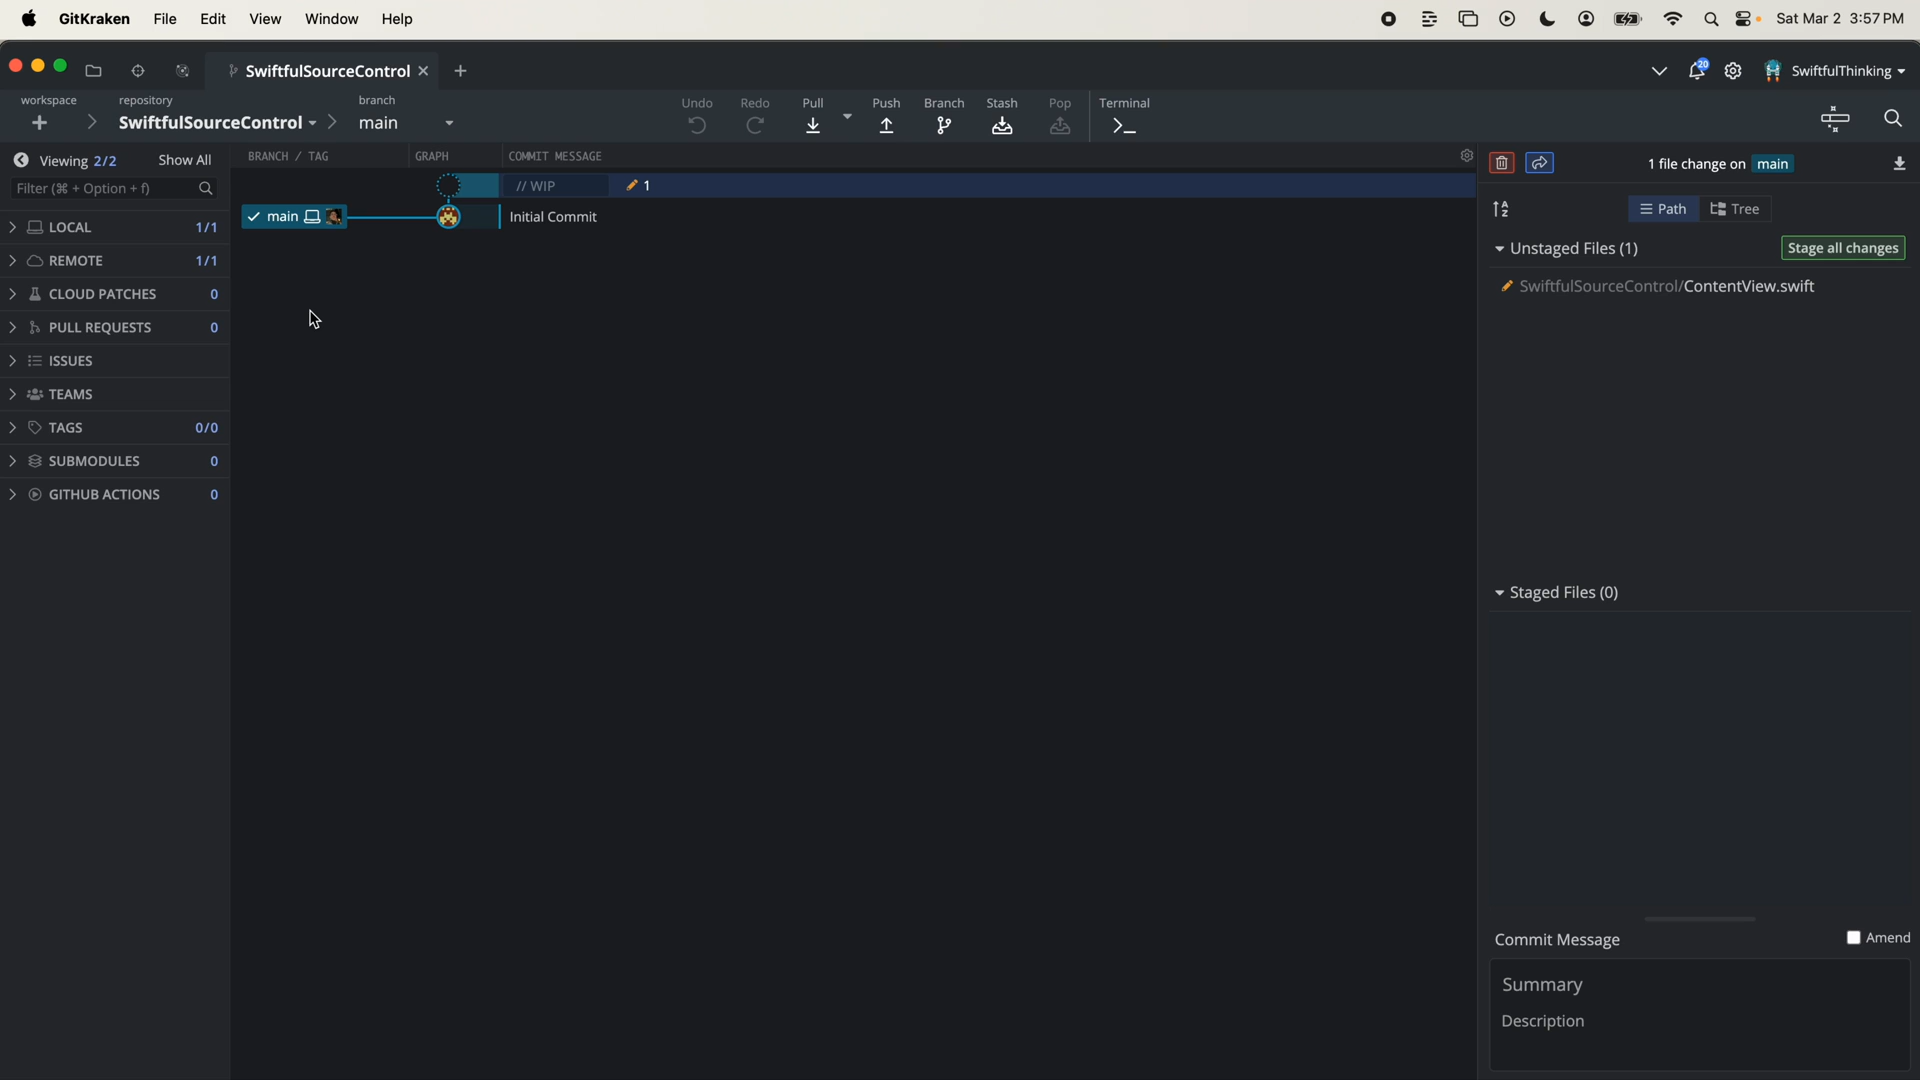 GitKraken File Edit View Window Help Sat Mar 2 3:57 PM
SwiftfulSourceControl 20 SwiftfulThinking
workspace repository branch Undo Redo Pull Push Branch Stash Pop Terminal
SwiftfulSourceControl main
Viewing 2/2 Show All BRANCH / TAG GRAPH COMMIT MESSAGE 1 file change on main
Filter (⌘ + Option + f) // WIP 1
main Initial Commit Path Tree
LOCAL 1/1
Unstaged Files (1) Stage all changes
REMOTE 1/1
SwiftfulSourceControl/ContentView.swift
CLOUD PATCHES 0
PULL REQUESTS 0
ISSUES
TEAMS
TAGS 0/0
SUBMODULES 0
GITHUB ACTIONS 0
Staged Files (0)
Commit Message Amend
Summary
Description